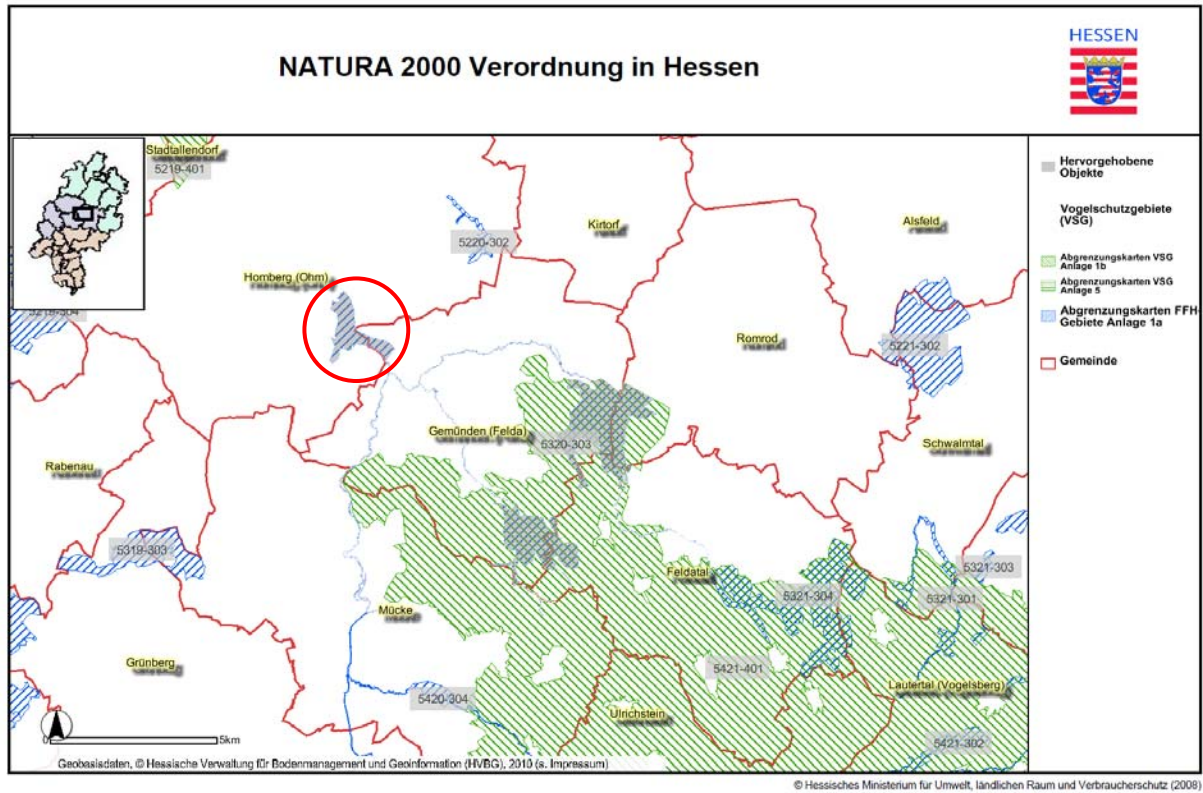 HESSEN
NATURA 2000 Verordnung in Hessen
Stadtallendorf
5219-401
Kirtorf
Alsfeld
5220-302
Homberg (Ohm)
5219-304
Romrod
5221-302
Gemünden (Felda)
5320-303
Schwalmtal
Rabenau
5319-303
5321-303
Feldatal
5321-304
5321-301
Mücke
Grünberg
5421-401
Lautertal (Vogelsberg)
5420-304
Ulrichstein
5421-302
0
5km
Geobasisdaten, © Hessische Verwaltung für Bodenmanagement und Geoinformation (HVBG), 2010 (s. Impressum)
Hervorgehobene
Objekte
Vogelschutzgebiete
(VSG)
Abgrenzungskarten VSG
Anlage 1b
Abgrenzungskarten VSG
Anlage 5
Abgrenzungskarten FFH-
Gebiete Anlage 1a
Gemeinde
© Hessisches Ministerium für Umwelt, ländlichen Raum und Verbraucherschutz (2008)